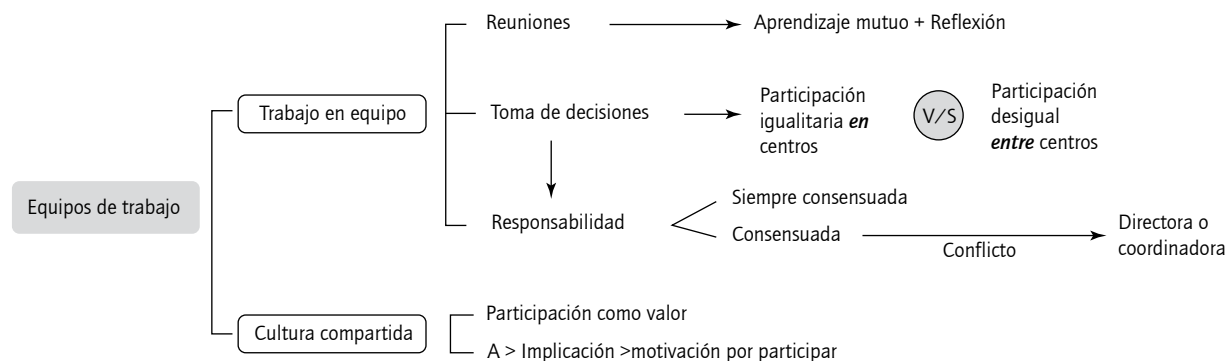 Reuniones
Aprendizaje mutuo + Reflexión
Trabajo en equipo
Toma de decisiones
Participación
igualitaria en
centros
V/S
Participación
desigual
entre centros
Equipos de trabajo
Responsabilidad
Siempre consensuada
Consensuada
Conflicto
Directora o
coordinadora
Cultura compartida
Participación como valor
A > Implicación >motivación por participar